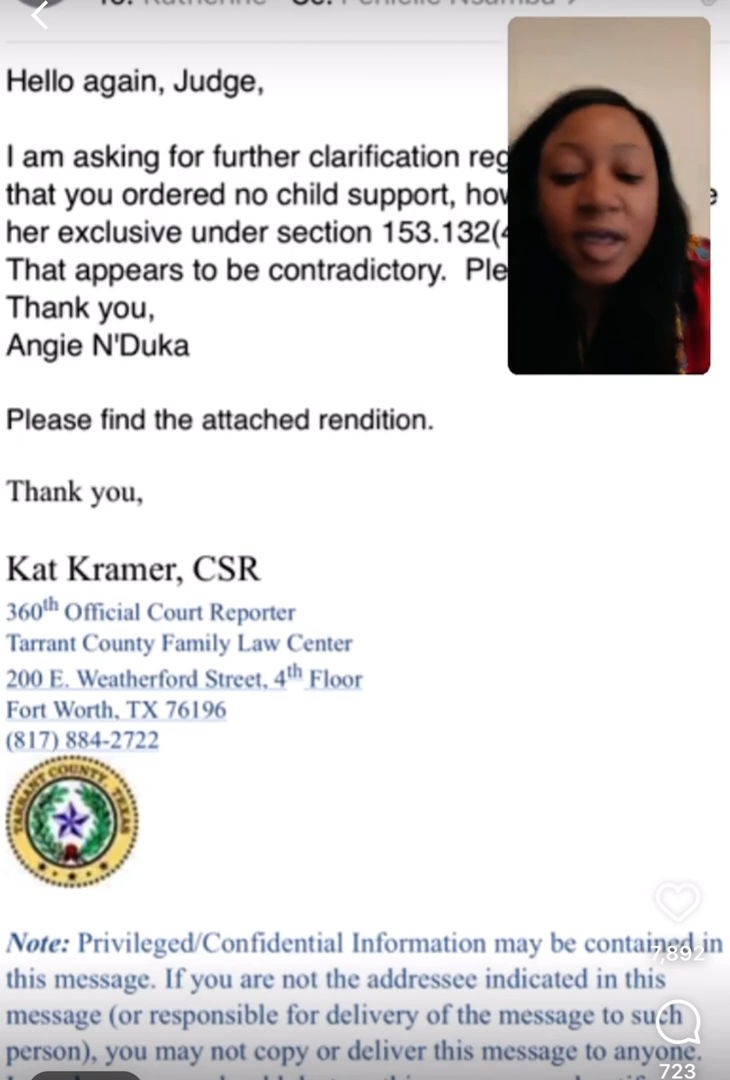 Hello again, Judge,
I am asking for further clarification reg
that you ordered no child support, how e
her exclusive under section 153.132(4
That appears to be contradictory. Ple
Thank you,
Angie N'Duka
Please find the attached rendition.
Thank you,
Kat Kramer, CSR
360th Official Court Reporter
Tarrant County Family Law Center
200 E. Weatherford Street, 4th Floor
Fort Worth, TX 76196
(817) 884-2722
TARRANT COUNTY, TEXAS
Note: Privileged/Confidential Information may be contained in
7,892
this message. If you are not the addressee indicated in this
message (or responsible for delivery of the message to such
person), you may not copy or deliver this message to anyone.
723